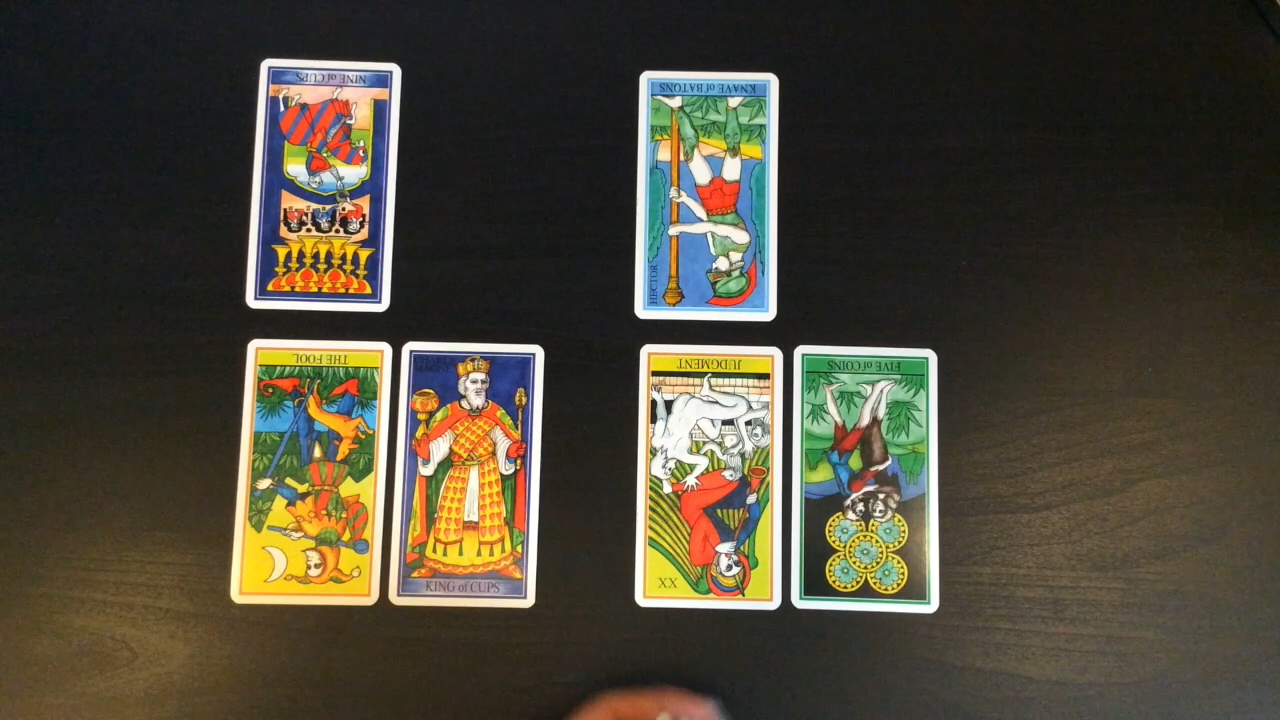 NINE of CUPS
KNAVE of BATONS
HECTOR
THE FOOL
KING of CUPS
JUDGMENT
XX
FIVE of COINS